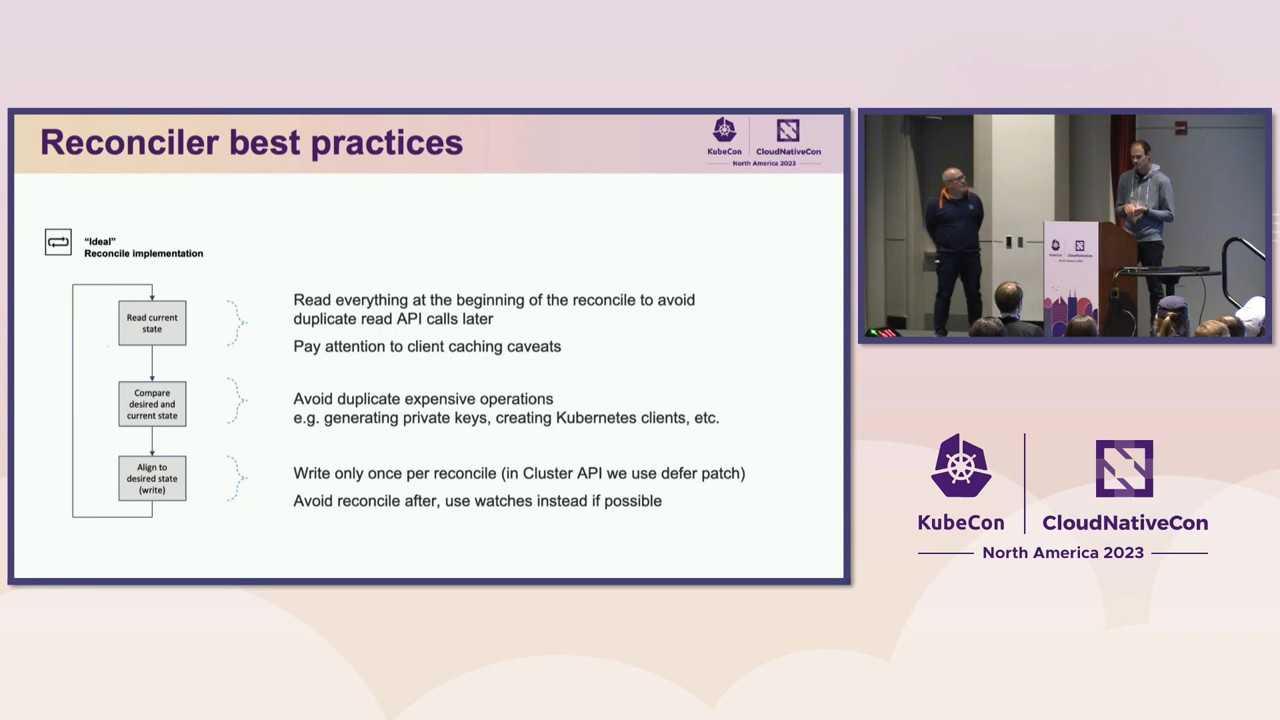 Reconciler best practices
KubeCon
CloudNativeCon
North America 2023
“Ideal”
Reconcile implementation
Read current
state
Read everything at the beginning of the reconcile to avoid
duplicate read API calls later
Pay attention to client caching caveats
Compare
desired and
current state
Avoid duplicate expensive operations
e.g. generating private keys, creating Kubernetes clients, etc.
Align to
desired state
(write)
Write only once per reconcile (in Cluster API we use defer patch)
Avoid reconcile after, use watches instead if possible
KubeCon
CloudNativeCon
North America 2023